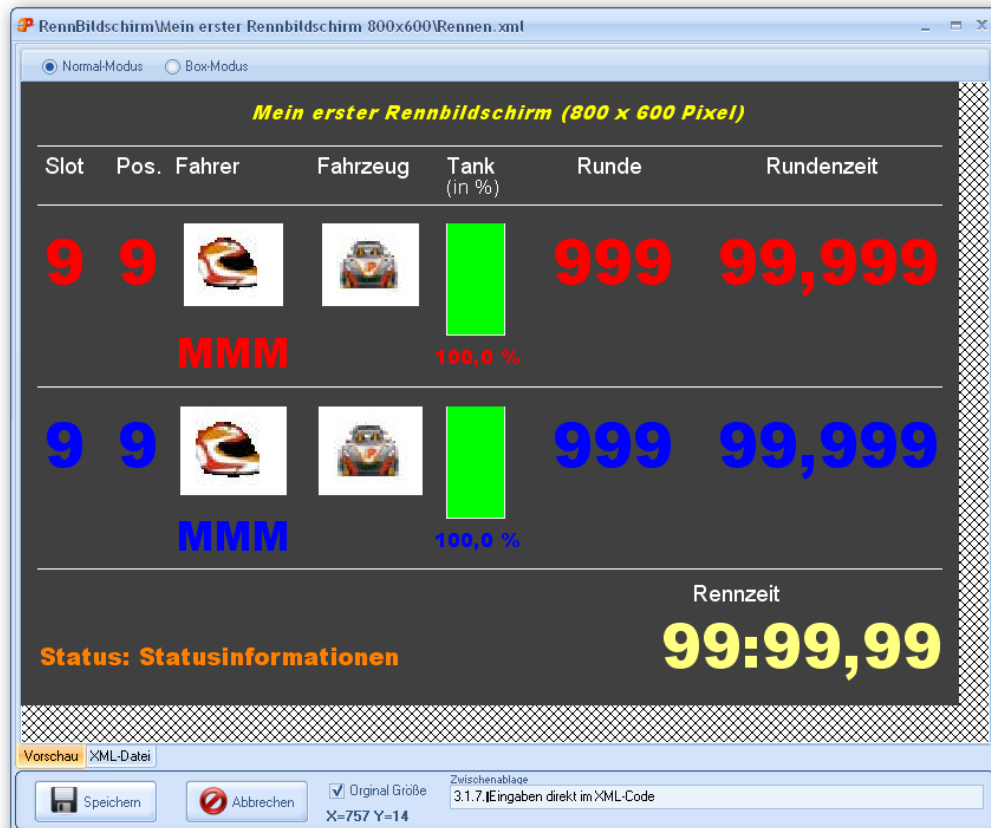 RennBildschirm\Mein erster Rennbildschirm 800x600\Rennen.xml
Normal-Modus Box-Modus
Mein erster Rennbildschirm (800 x 600 Pixel)
Slot Pos. Fahrer Fahrzeug Tank Runde Rundenzeit
(in %)
9 9 999 99,999
MMM 100,0 %
9 9 999 99,999
MMM 100,0 %
Rennzeit
Status: Statusinformationen 99:99,99
Vorschau XML-Datei
Speichern Abbrechen Orginal Größe
X=757 Y=14
Zwischenablage
3.1.7.Eingaben direkt im XML-Code